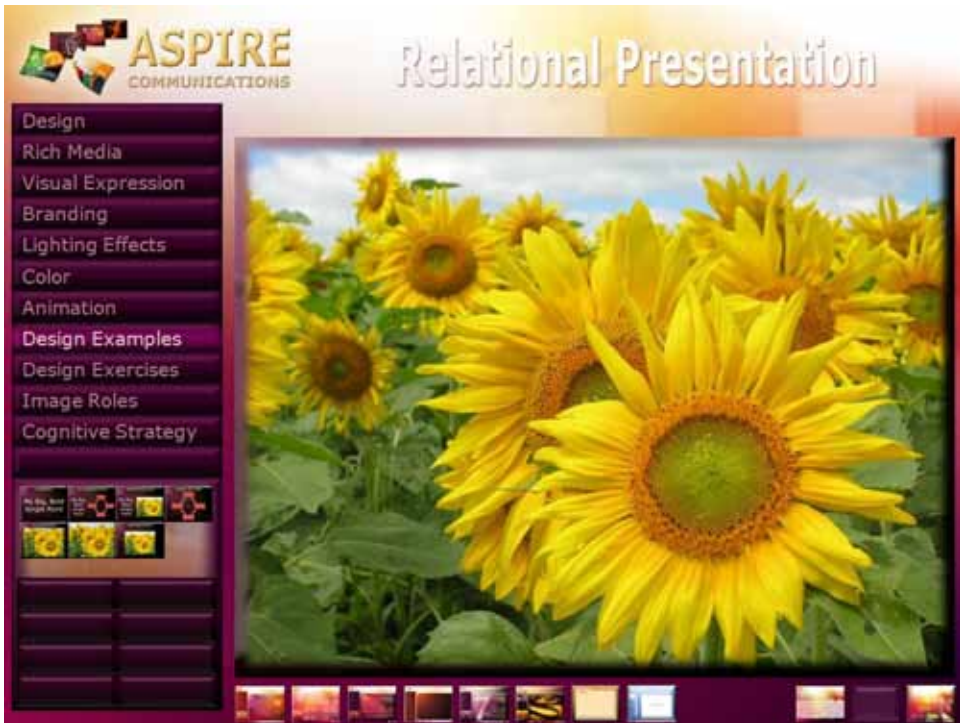 ASPIRE
COMMUNICATIONS
Relational Presentation
Design
Rich Media
Visual Expression
Branding
Lighting Effects
Color
Animation
Design Examples
Design Exercises
Image Roles
Cognitive Strategy